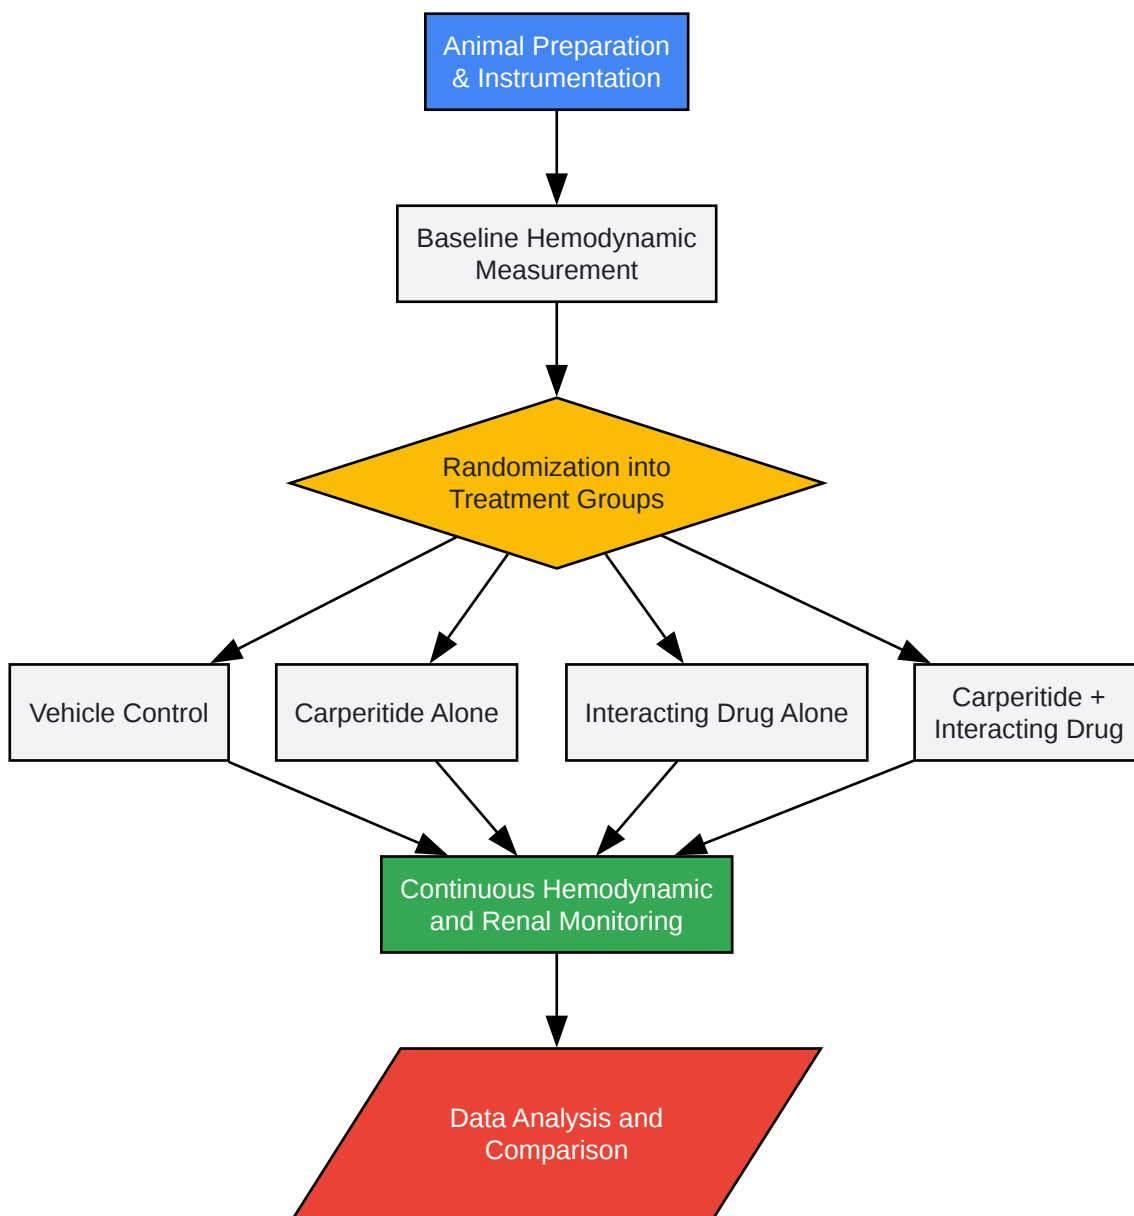 Animal Preparation
& Instrumentation
Baseline Hemodynamic
Measurement
Randomization into
Treatment Groups
Vehicle Control
Carperitide Alone
Interacting Drug Alone
Carperitide +
Interacting Drug
Continuous Hemodynamic
and Renal Monitoring
Data Analysis and
Comparison